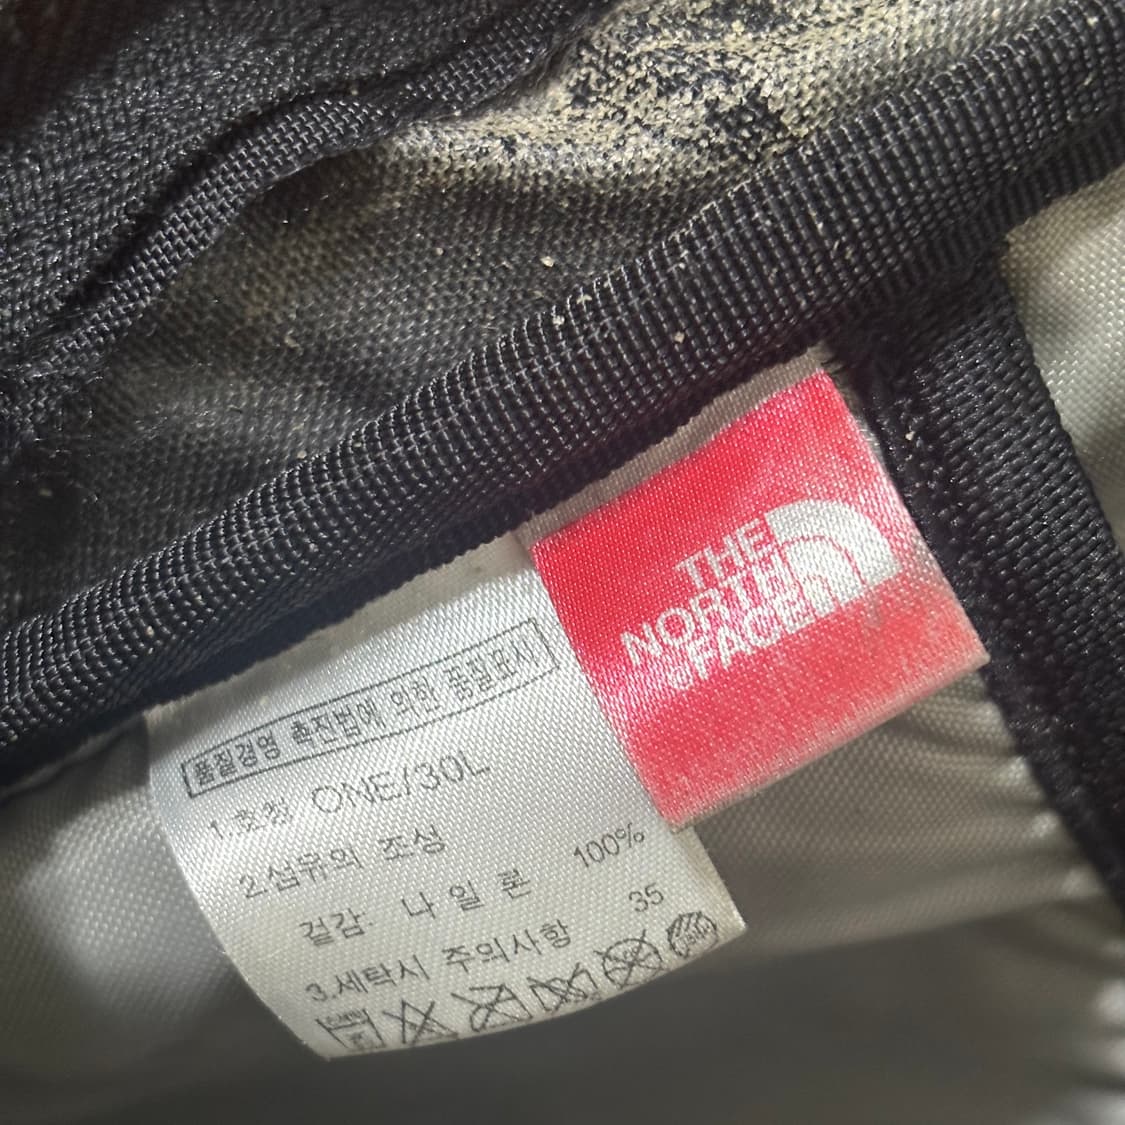 품질경영 촉진법에 의한 품질표시
1.호칭 ONE/30L
2.섬유의 조성
겉감: 나 일 론 100%
3.세탁시 주의사항 35
THE
NORTH
FACE